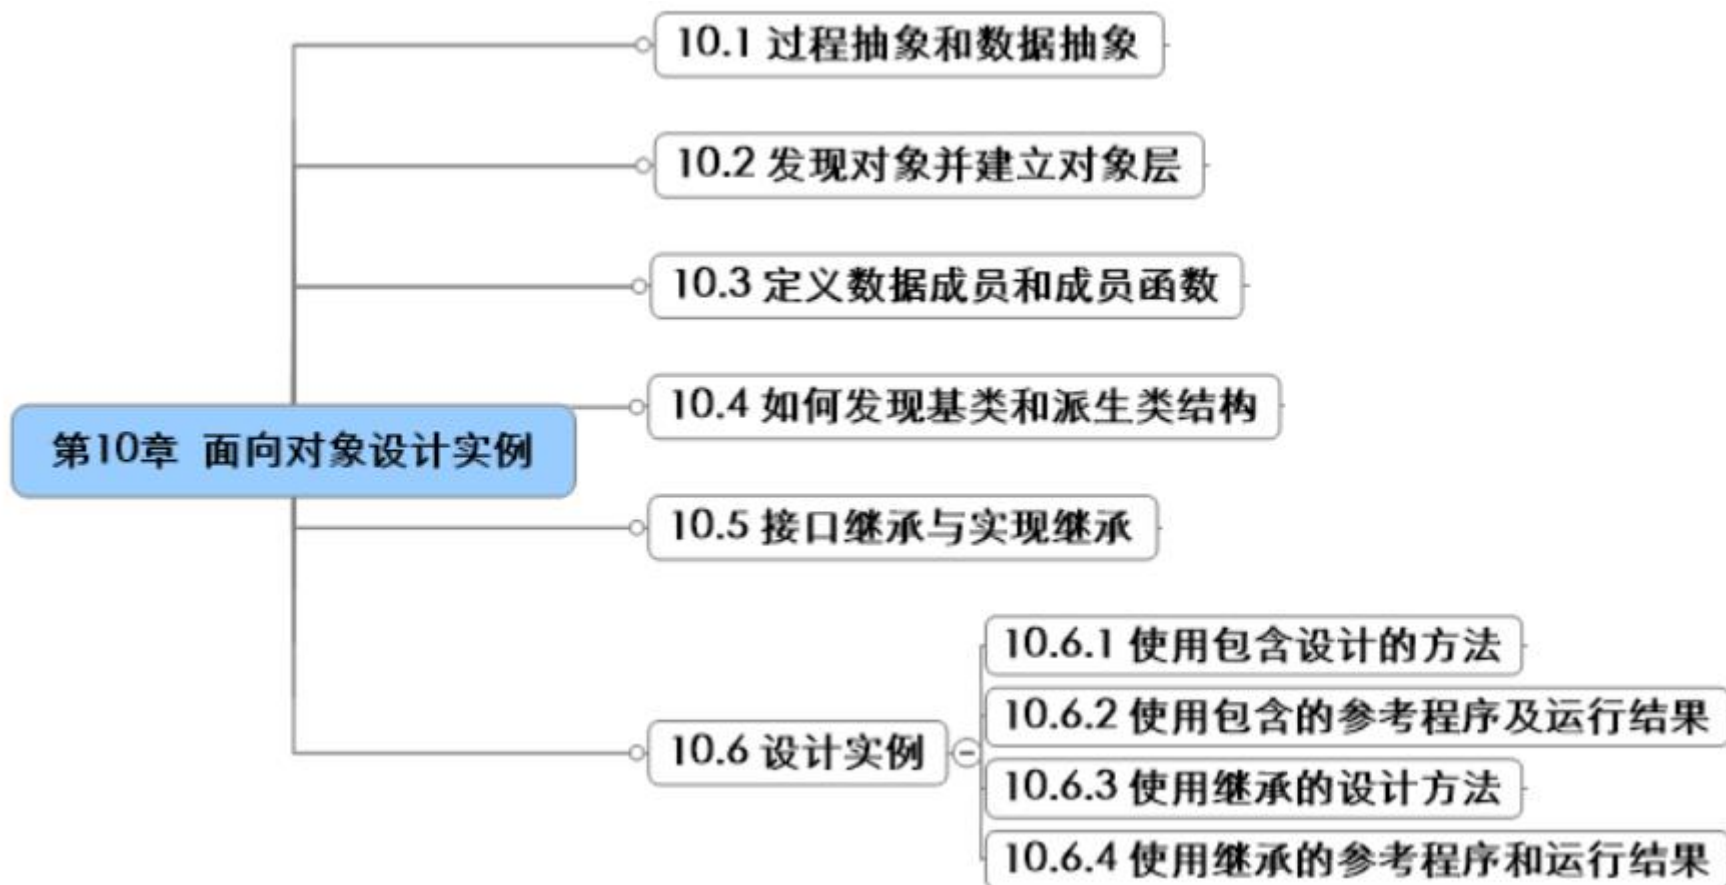 10.1 过程抽象和数据抽象
10.2 发现对象并建立对象层
10.3 定义数据成员和成员函数
10.4 如何发现基类和派生类结构
第10章 面向对象设计实例
10.5 接口继承与实现继承
10.6 设计实例
10.6.1 使用包含设计的方法
10.6.2 使用包含的参考程序及运行结果
10.6.3 使用继承的设计方法
10.6.4 使用继承的参考程序和运行结果